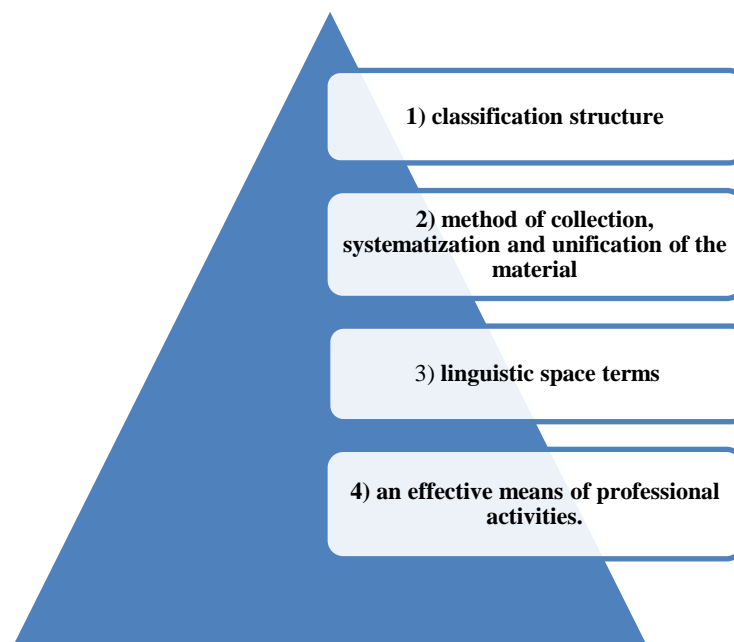 1) classification structure
2) method of collection,
systematization and unification of the
material
3) linguistic space terms
4) an effective means of professional
activities.